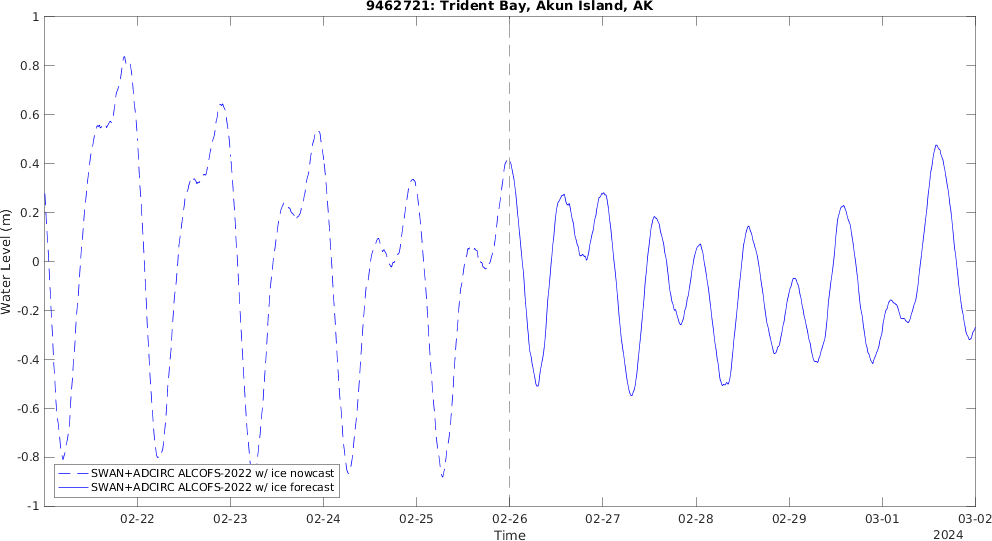 9462721: Trident Bay, Akun Island, AK
1
0.8
0.6
0.4
0.2
0
-0.2
-0.4
-0.6
-0.8
-1
Water Level (m)
SWAN+ADCIRC ALCOFS-2022 w/ ice nowcast
SWAN+ADCIRC ALCOFS-2022 w/ ice forecast
02-22 02-23 02-24 02-25 02-26 02-27 02-28 02-29 03-01 03-02
Time
2024